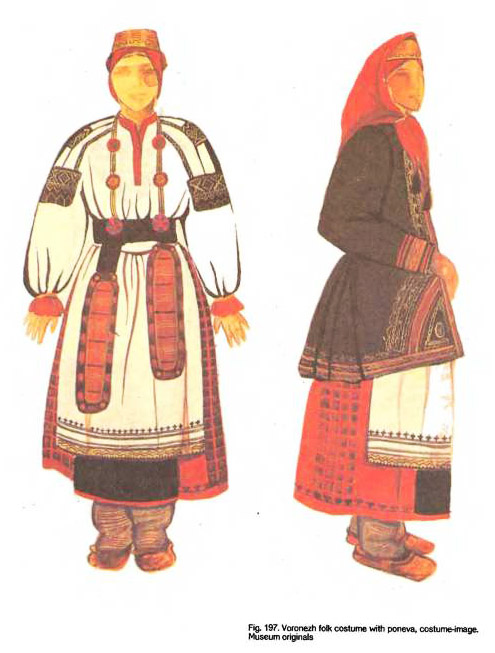 Fig. 197. Voronezh folk costume with poneva, costume-image.
Museum originals